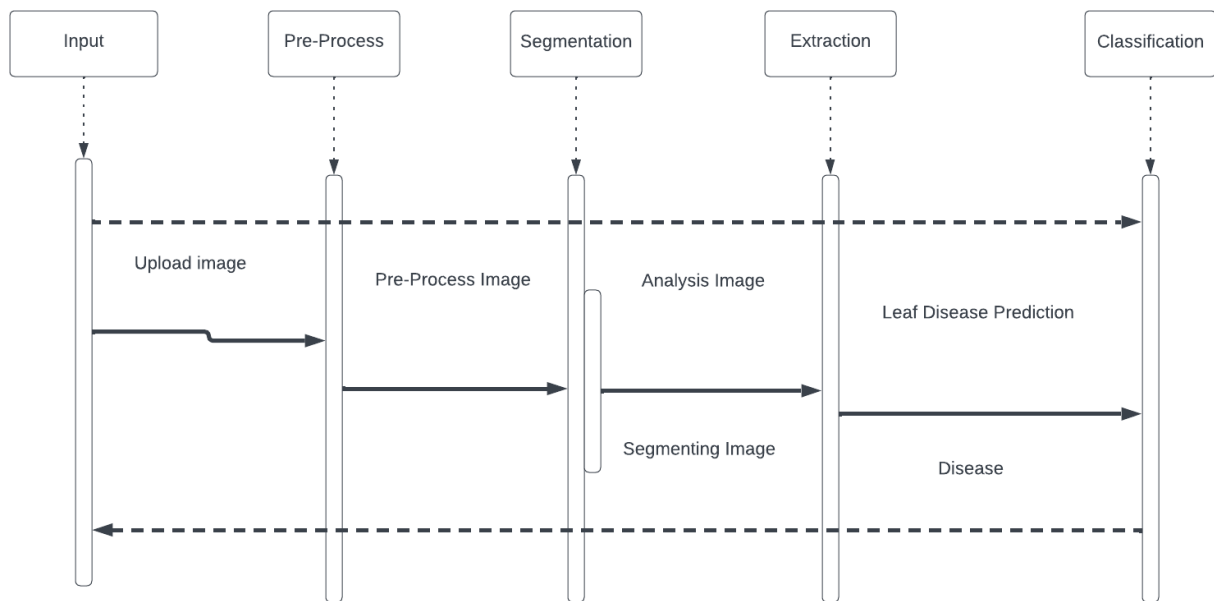 Input
Pre-Process
Segmentation
Extraction
Classification
Upload image
Pre-Process Image
Analysis Image
Leaf Disease Prediction
Segmenting Image
Disease